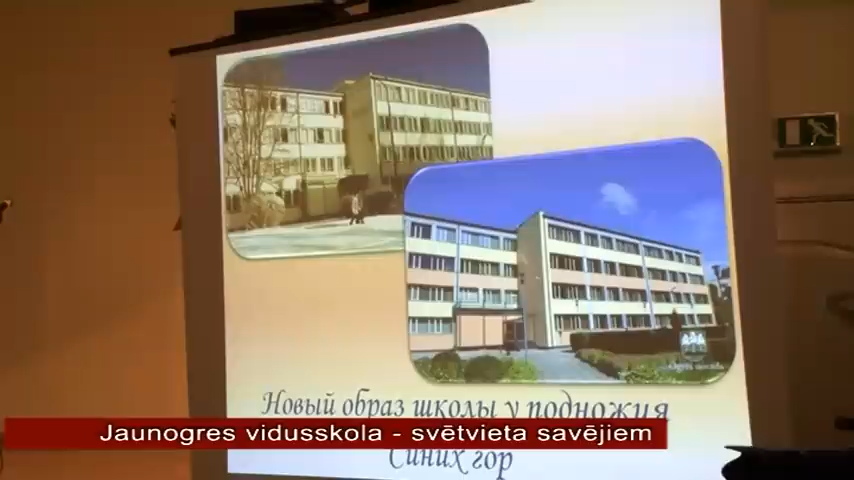 Новый образ школы у подножия
Jaunogres vidusskola - svētvieta savējiem
Синих гор